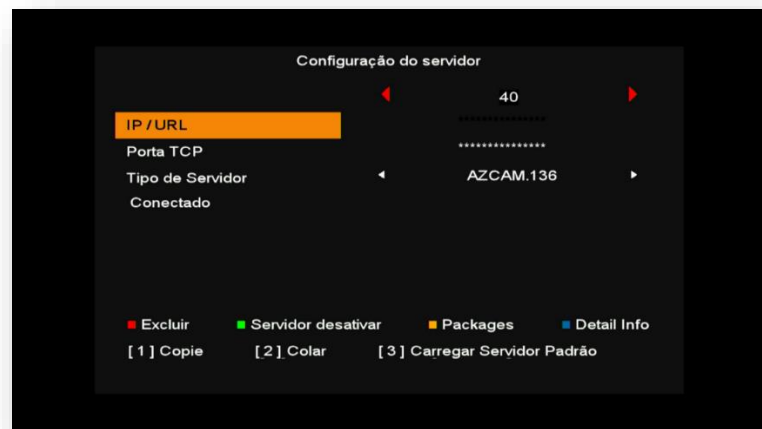 Configuração do servidor
40
IP / URL ***************
Porta TCP ***************
Tipo de Servidor AZCAM.136
Conectado
Excluir Servidor desativar Packages Detail Info
[ 1 ] Copie [ 2 ] Colar [ 3 ] Carregar Servidor Padrão